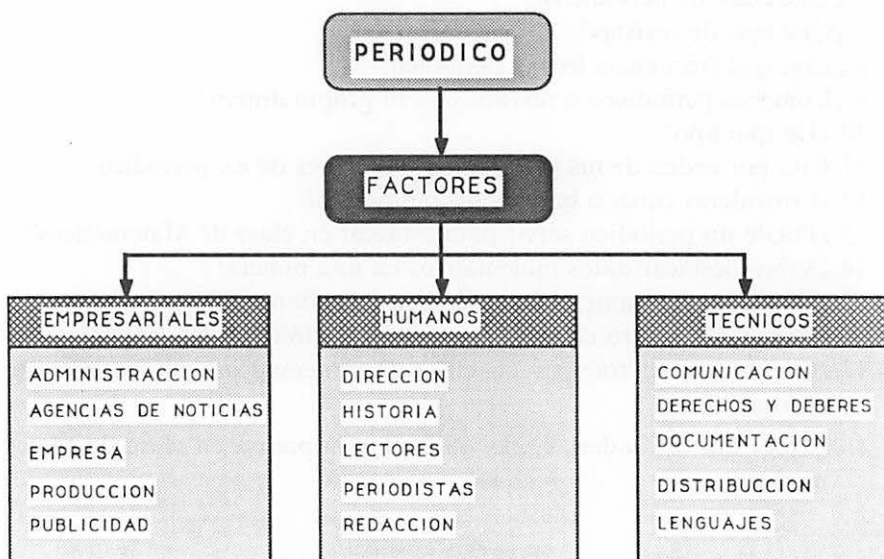 PERIODICO
FACTORES
EMPRESARIALES
ADMINISTRACCION
AGENCIAS DE NOTICIAS
EMPRESA
PRODUCCION
PUBLICIDAD
HUMANOS
DIRECCION
HISTORIA
LECTORES
PERIODISTAS
REDACCION
TECNICOS
COMUNICACION
DERECHOS Y DEBERES
DOCUMENTACION
DISTRIBUCCION
LENGUAJES